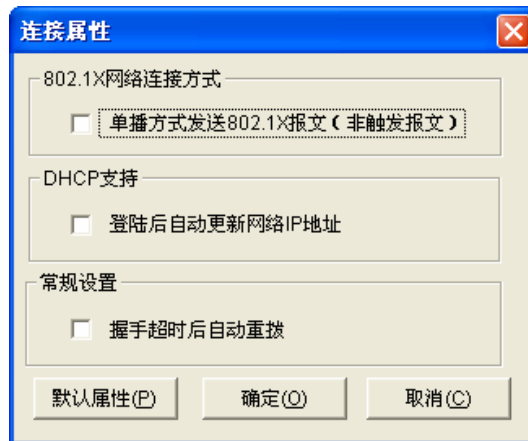 连接属性
802.1X网络连接方式
单播方式发送802.1X报文(非触发报文)
DHCP支持
登陆后自动更新网络IP地址
常规设置
握手超时后自动重拨
默认属性(P) 确定(O) 取消(C)